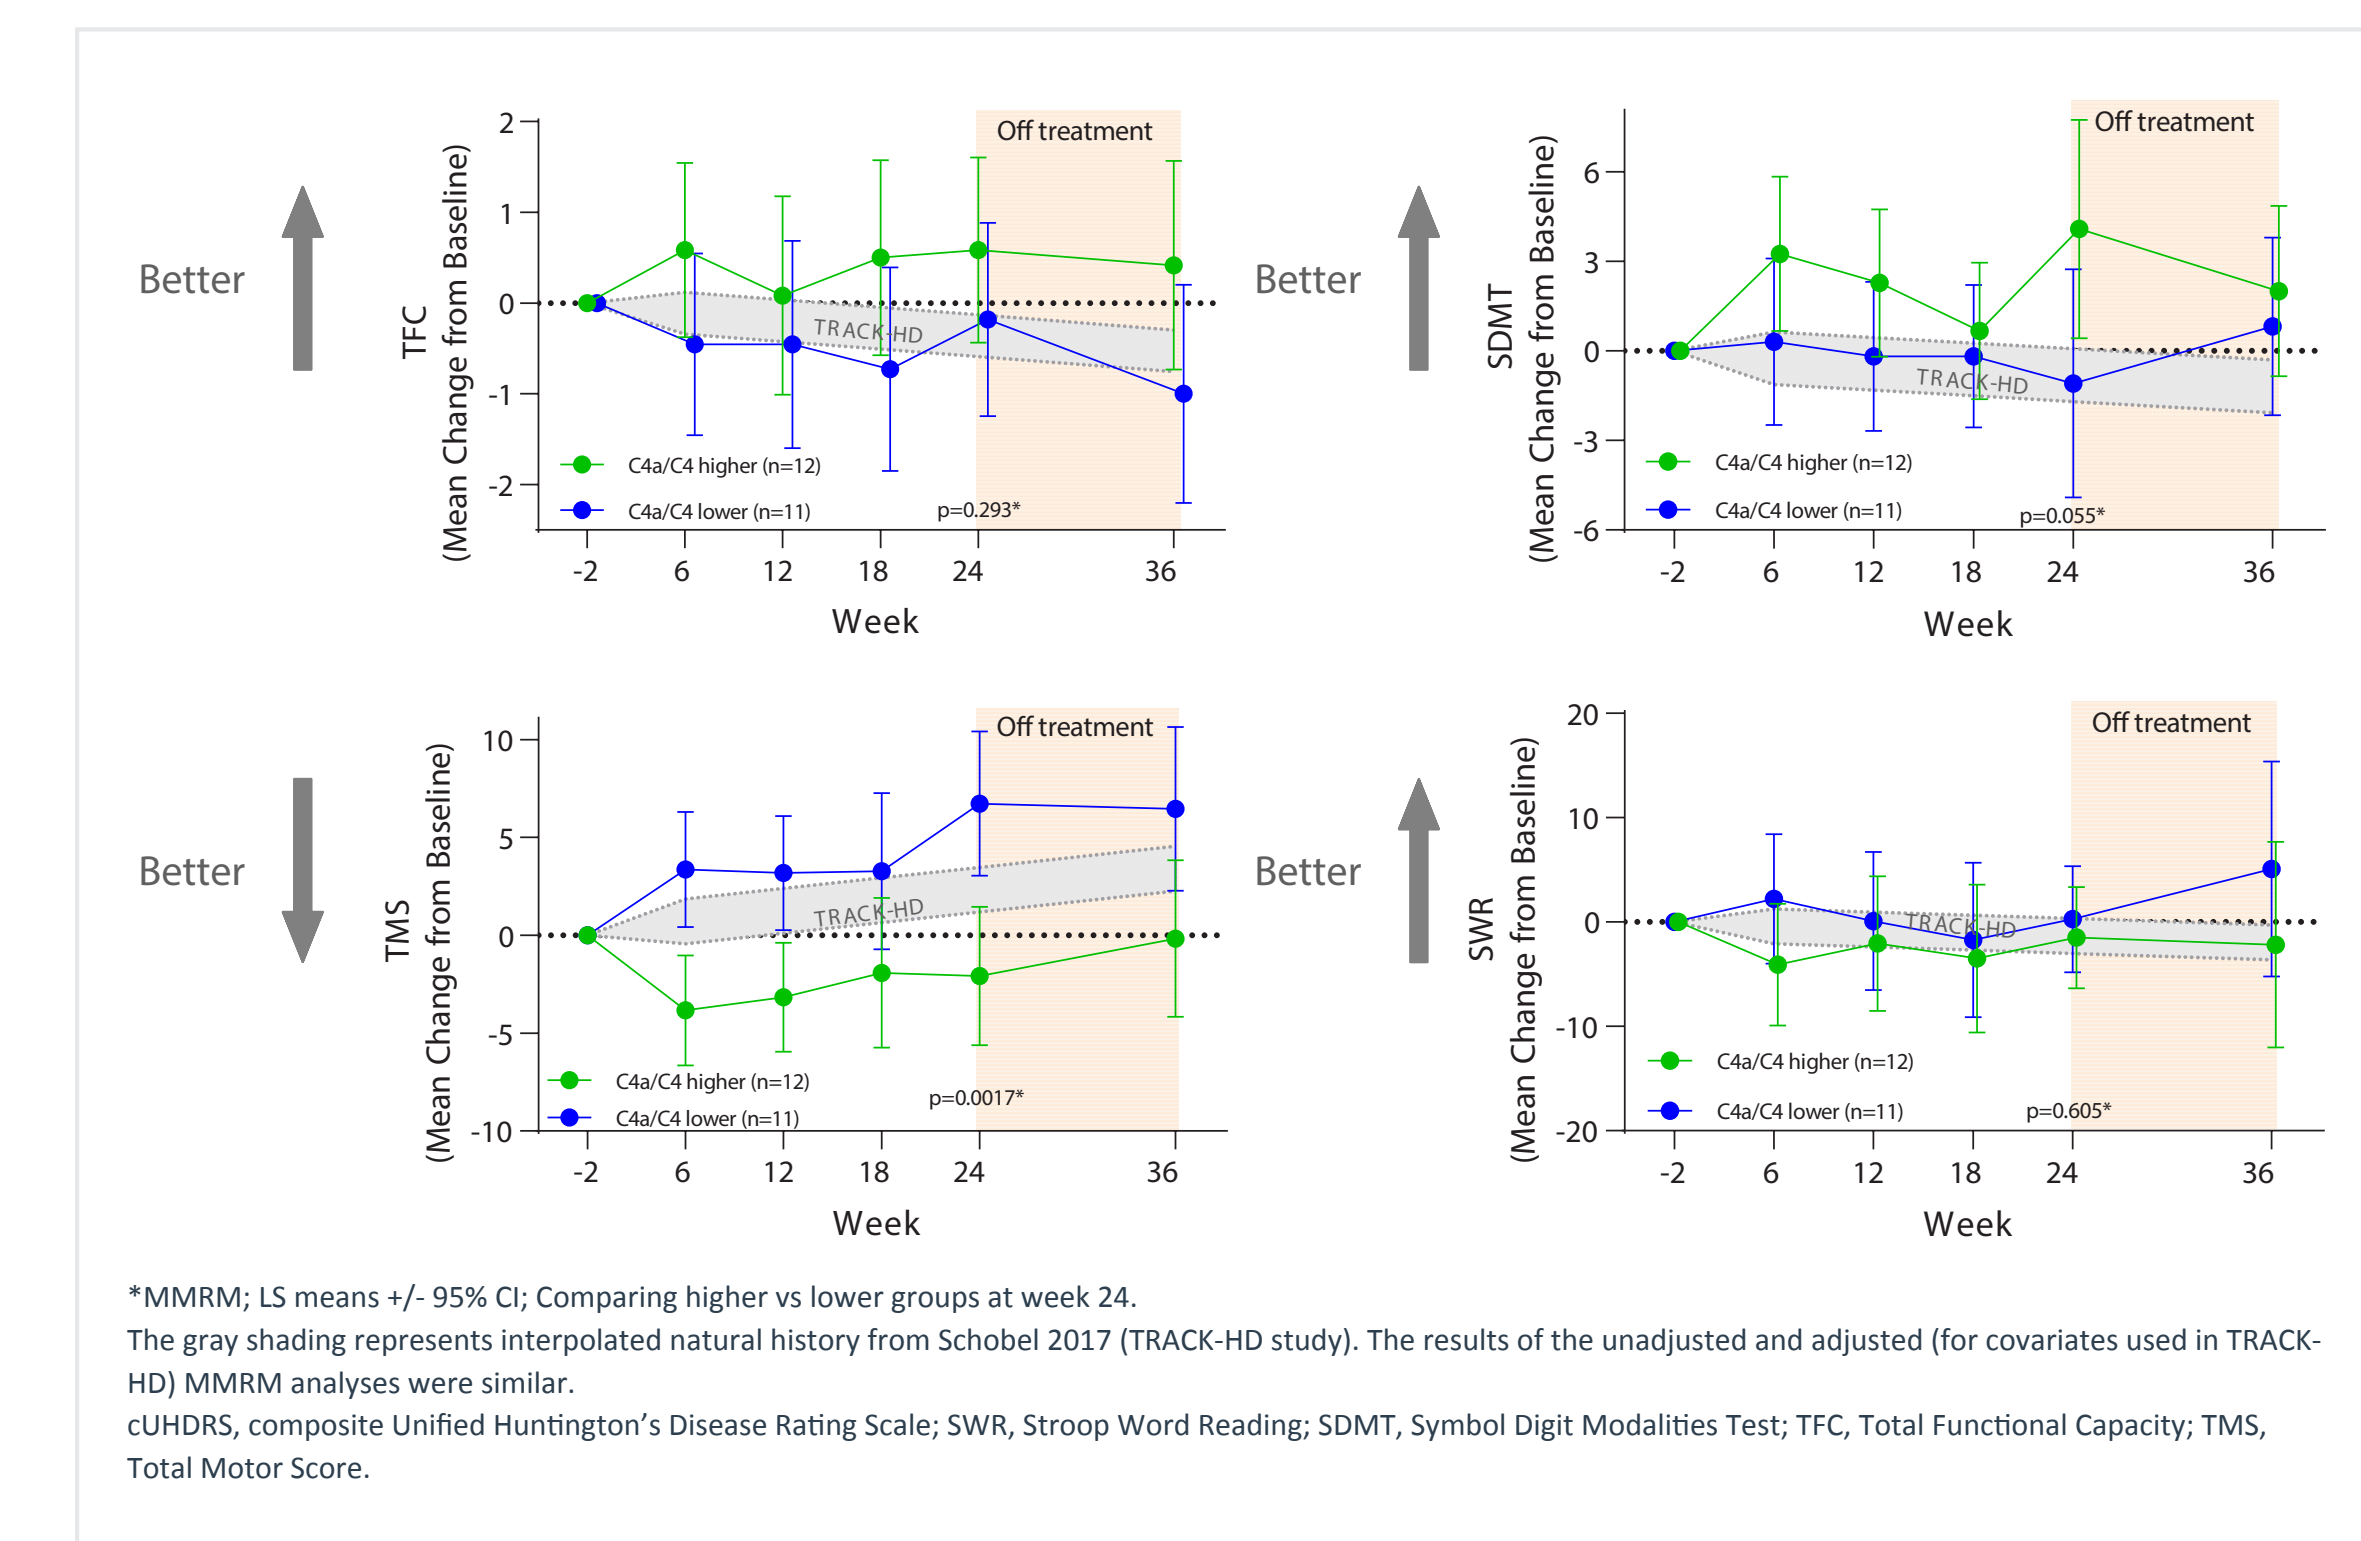 Better
TFC
(Mean Change from Baseline)
2
1
0
-1
-2
Off treatment
TRACK-HD
C4a/C4 higher (n=12)
C4a/C4 lower (n=11)
p=0.293*
-2 6 12 18 24 36
Week
Better
SDMT
(Mean Change from Baseline)
6
3
0
-3
-6
Off treatment
TRACK-HD
C4a/C4 higher (n=12)
C4a/C4 lower (n=11)
p=0.055*
-2 6 12 18 24 36
Week
Better
TMS
(Mean Change from Baseline)
10
5
0
-5
-10
Off treatment
TRACK-HD
C4a/C4 higher (n=12)
C4a/C4 lower (n=11)
p=0.0017*
-2 6 12 18 24 36
Week
Better
SWR
(Mean Change from Baseline)
20
10
0
-10
-20
Off treatment
TRACK-HD
C4a/C4 higher (n=12)
C4a/C4 lower (n=11)
p=0.605*
-2 6 12 18 24 36
Week
*MMRM; LS means +/- 95% CI; Comparing higher vs lower groups at week 24.
The gray shading represents interpolated natural history from Schobel 2017 (TRACK-HD study). The results of the unadjusted and adjusted (for covariates used in TRACK-
HD) MMRM analyses were similar.
cUHDRS, composite Unified Huntington's Disease Rating Scale; SWR, Stroop Word Reading; SDMT, Symbol Digit Modalities Test; TFC, Total Functional Capacity; TMS,
Total Motor Score.